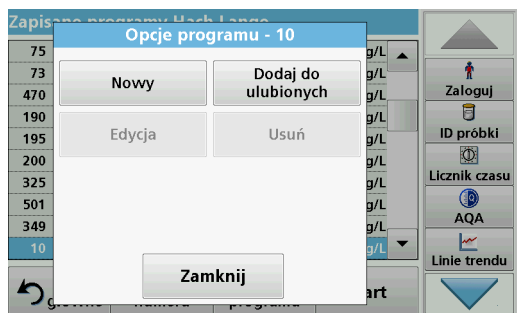 Zapisane programy Hach Lange
Opcje programu - 10
75 g/L
73 g/L
470 g/L
190 g/L
195 g/L
200 g/L
325 g/L
501 g/L
349 g/L
10 g/L
Nowy
Dodaj do
ulubionych
Edycja
Usuń
Zamknij
Zaloguj
ID próbki
Licznik czasu
AQA
Linie trendu